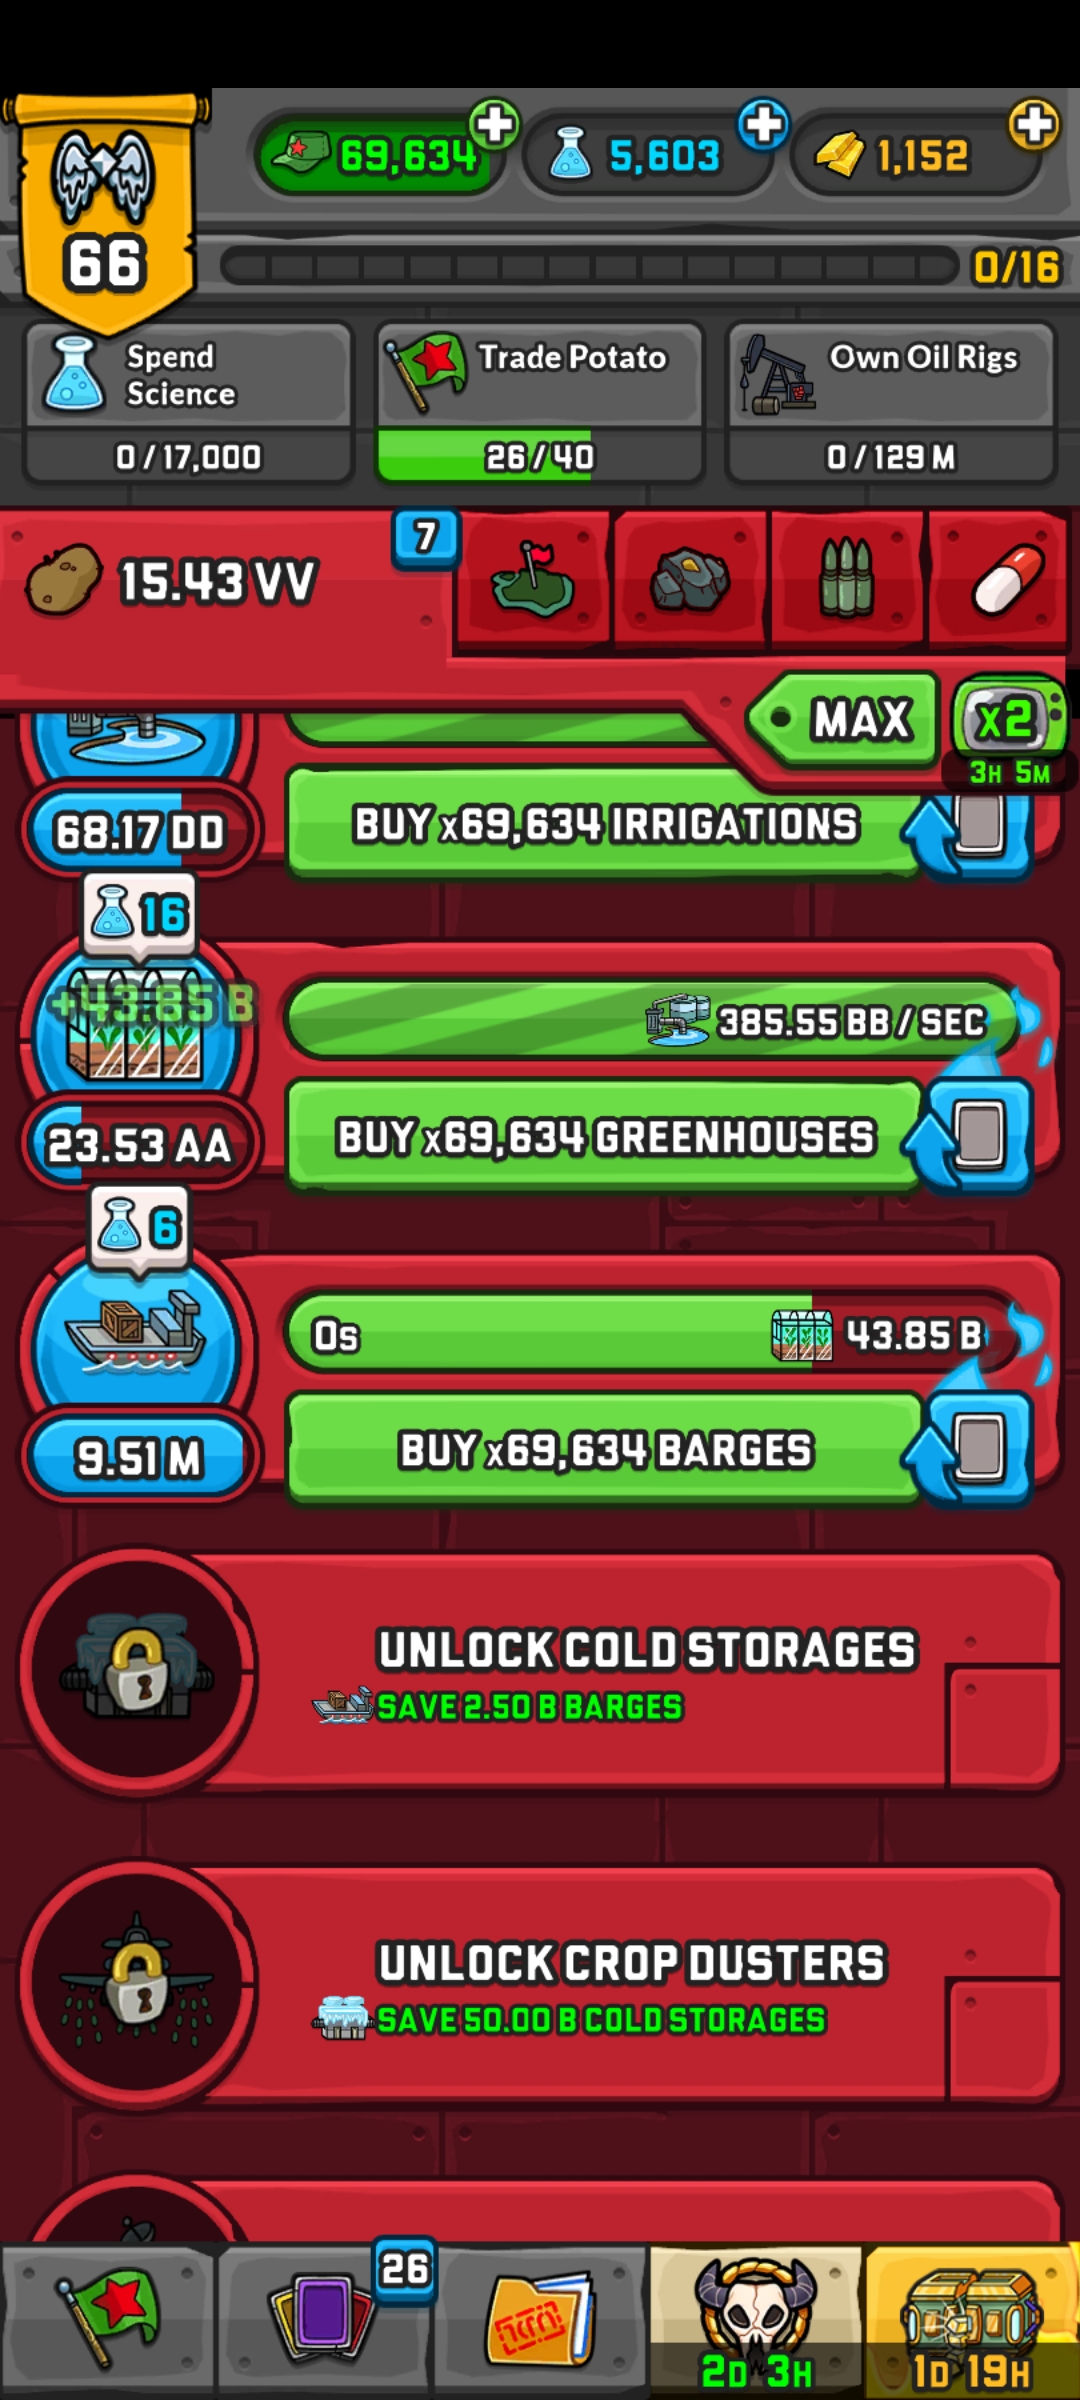 69,634
5,603
1,152
66
0/16
Spend
Science
0/17,000
Trade Potato
26/40
Own Oil Rigs
0/129 M
15.43 VV
7
MAX
x2
3H 5M
68.17 DD
BUY x69,634 IRRIGATIONS
16
+43.85 B
385.55 BB/SEC
23.53 AA
BUY x69,634 GREENHOUSES
6
0s
43.85 B
9.51 M
BUY x69,634 BARGES
UNLOCK COLD STORAGES
SAVE 2.50 B BARGES
UNLOCK CROP DUSTERS
SAVE 50.00 B COLD STORAGES
26
2D 3H
1D 19H